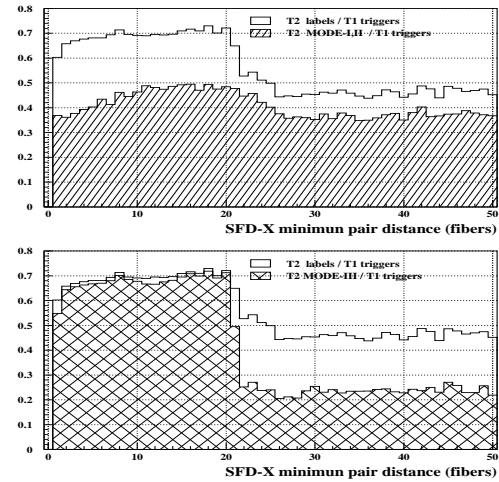 0.8
T2 labels / T1 triggers
T2 MODE-I,II / T1 triggers
0.7
0.6
0.5
0.4
0.3
0.2
0.1
0
0 10 20 30 40 50
SFD-X minimun pair distance (fibers)
0.8
T2 labels / T1 triggers
T2 MODE-III / T1 triggers
0.7
0.6
0.5
0.4
0.3
0.2
0.1
0
0 10 20 30 40 50
SFD-X minimun pair distance (fibers)